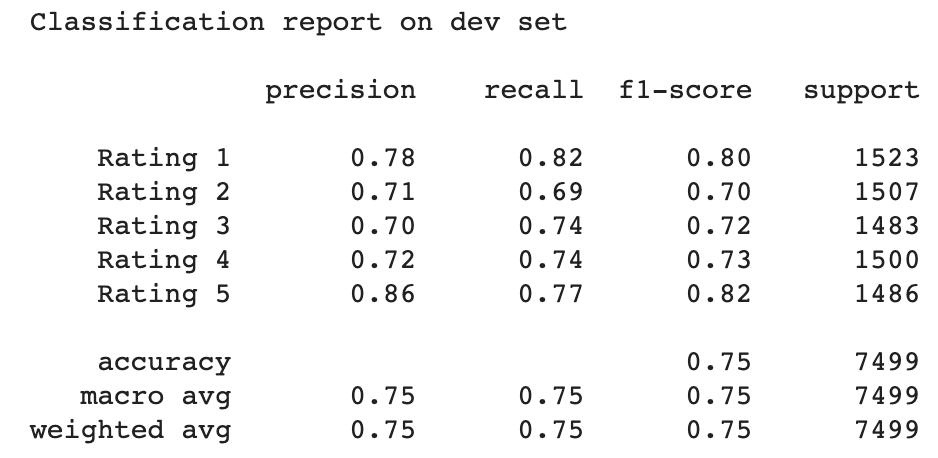 Classification report on dev set
precision recall f1-score support
Rating 1 0.78 0.82 0.80 1523
Rating 2 0.71 0.69 0.70 1507
Rating 3 0.70 0.74 0.72 1483
Rating 4 0.72 0.74 0.73 1500
Rating 5 0.86 0.77 0.82 1486
accuracy 0.75 7499
macro avg 0.75 0.75 0.75 7499
weighted avg 0.75 0.75 0.75 7499